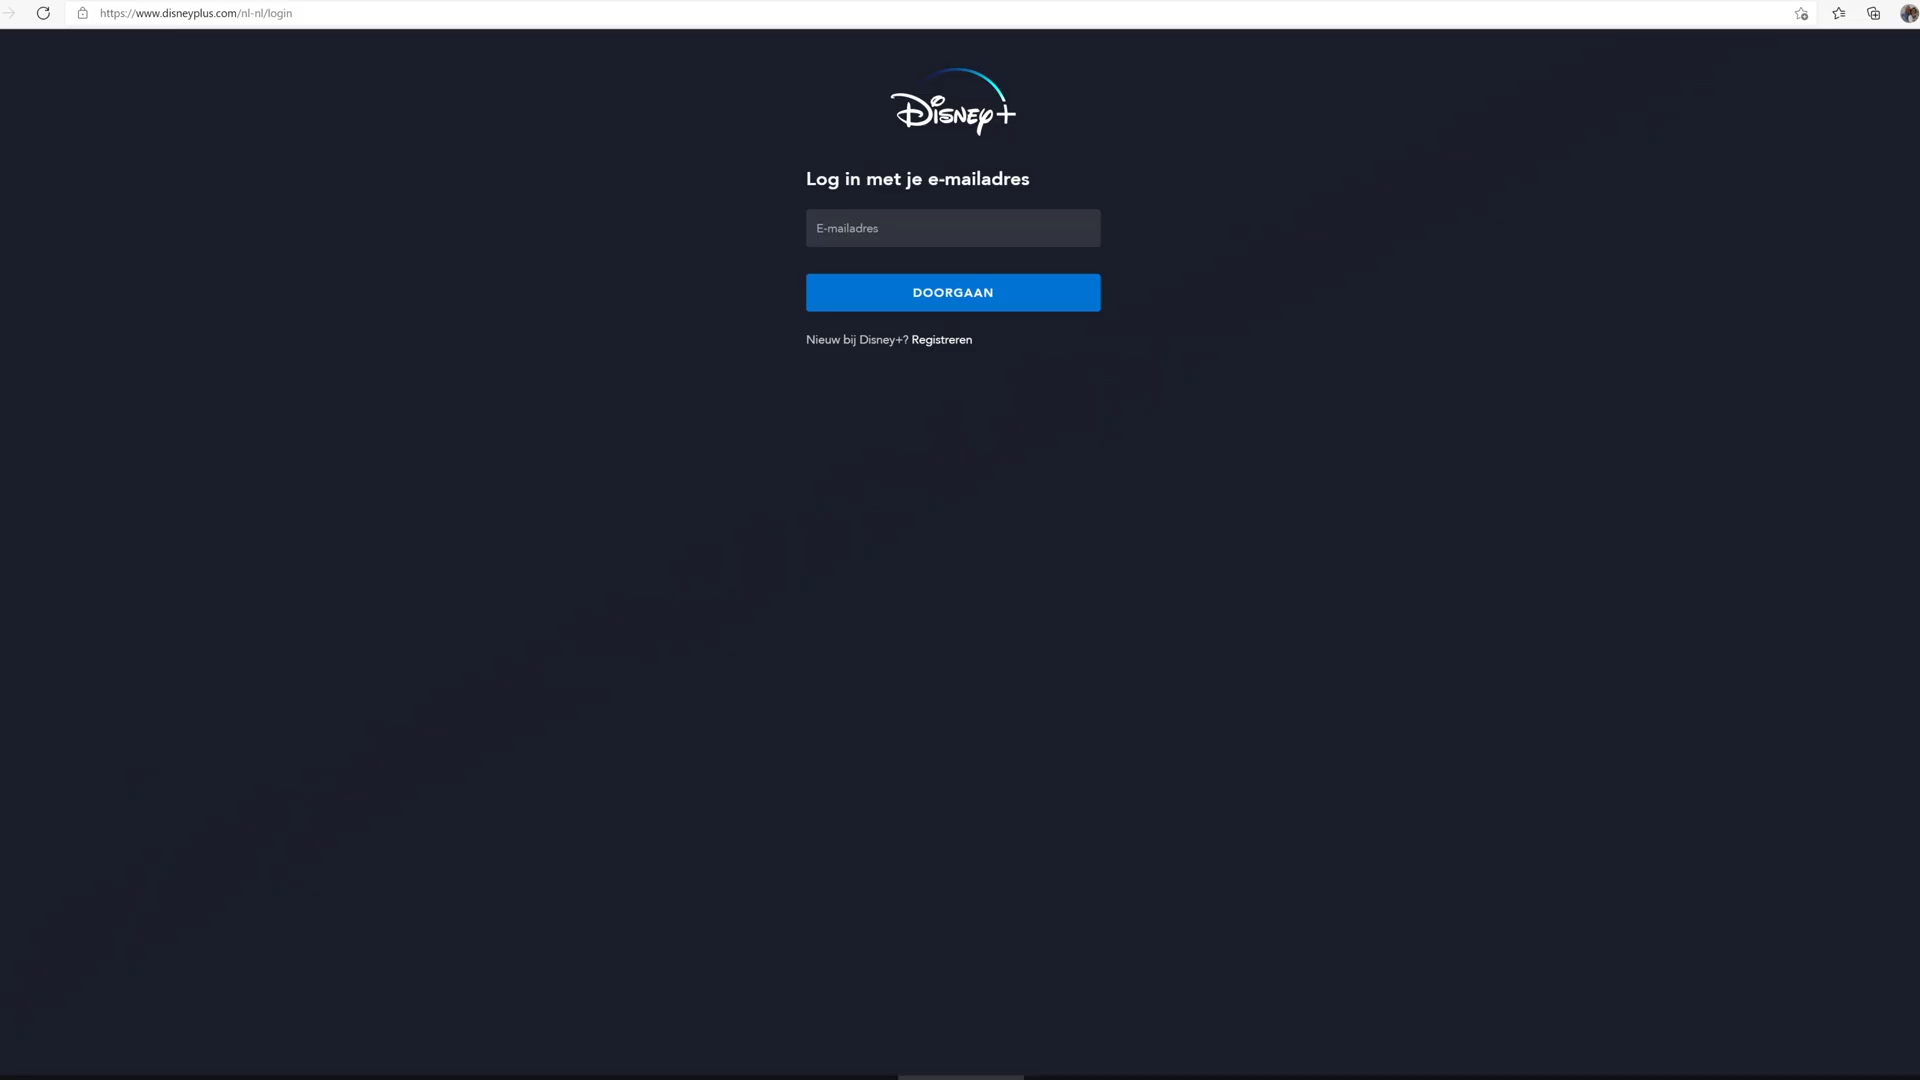 https://www.disneyplus.com/nl-nl/login
Disney+
Log in met je e-mailadres
E-mailadres
DOORGAAN
Nieuw bij Disney+? Registreren